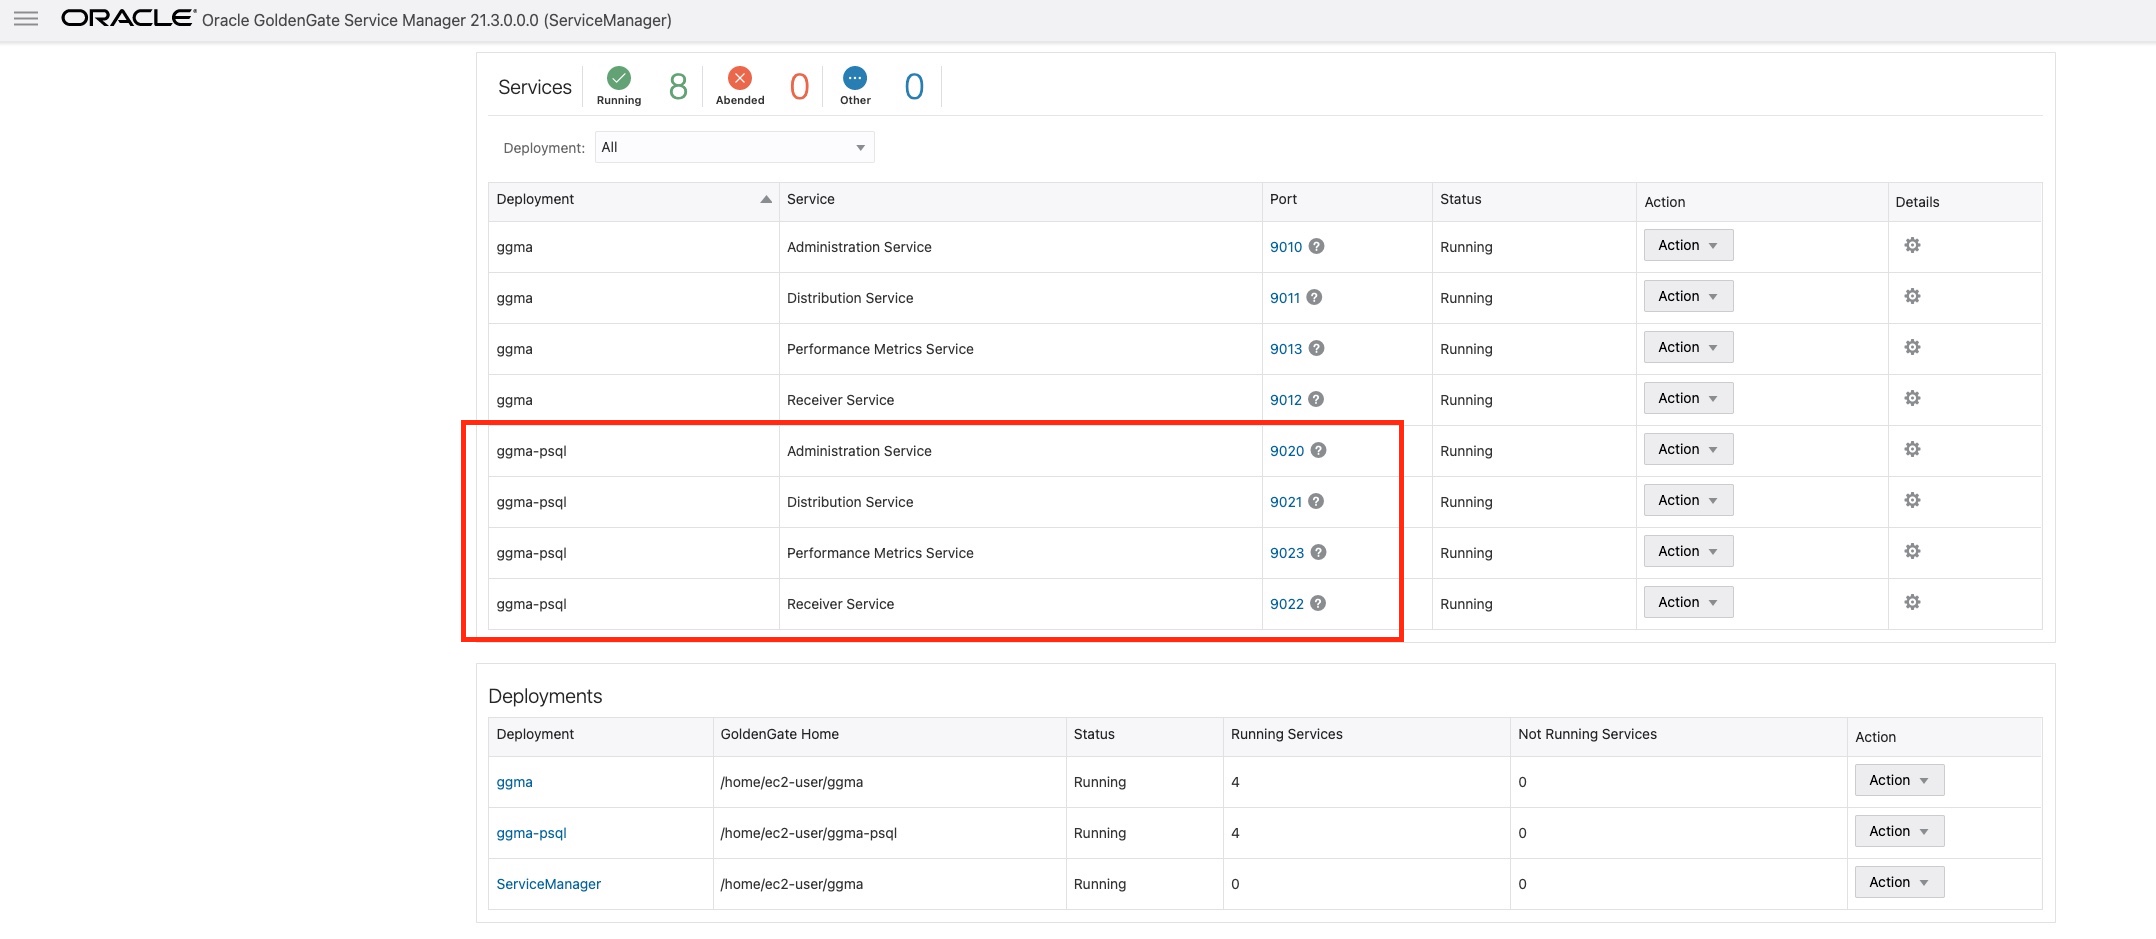 ORACLE Oracle GoldenGate Service Manager 21.3.0.0.0 (ServiceManager)
Services Running 8 Abended 0 Other 0
Deployment: All
Deployment Service Port Status Action Details
ggma Administration Service 9010 ? Running Action
ggma Distribution Service 9011 ? Running Action
ggma Performance Metrics Service 9013 ? Running Action
ggma Receiver Service 9012 ? Running Action
ggma-psql Administration Service 9020 ? Running Action
ggma-psql Distribution Service 9021 ? Running Action
ggma-psql Performance Metrics Service 9023 ? Running Action
ggma-psql Receiver Service 9022 ? Running Action
Deployments
Deployment GoldenGate Home Status Running Services Not Running Services Action
ggma /home/ec2-user/ggma Running 4 0 Action
ggma-psql /home/ec2-user/ggma-psql Running 4 0 Action
ServiceManager /home/ec2-user/ggma Running 0 0 Action